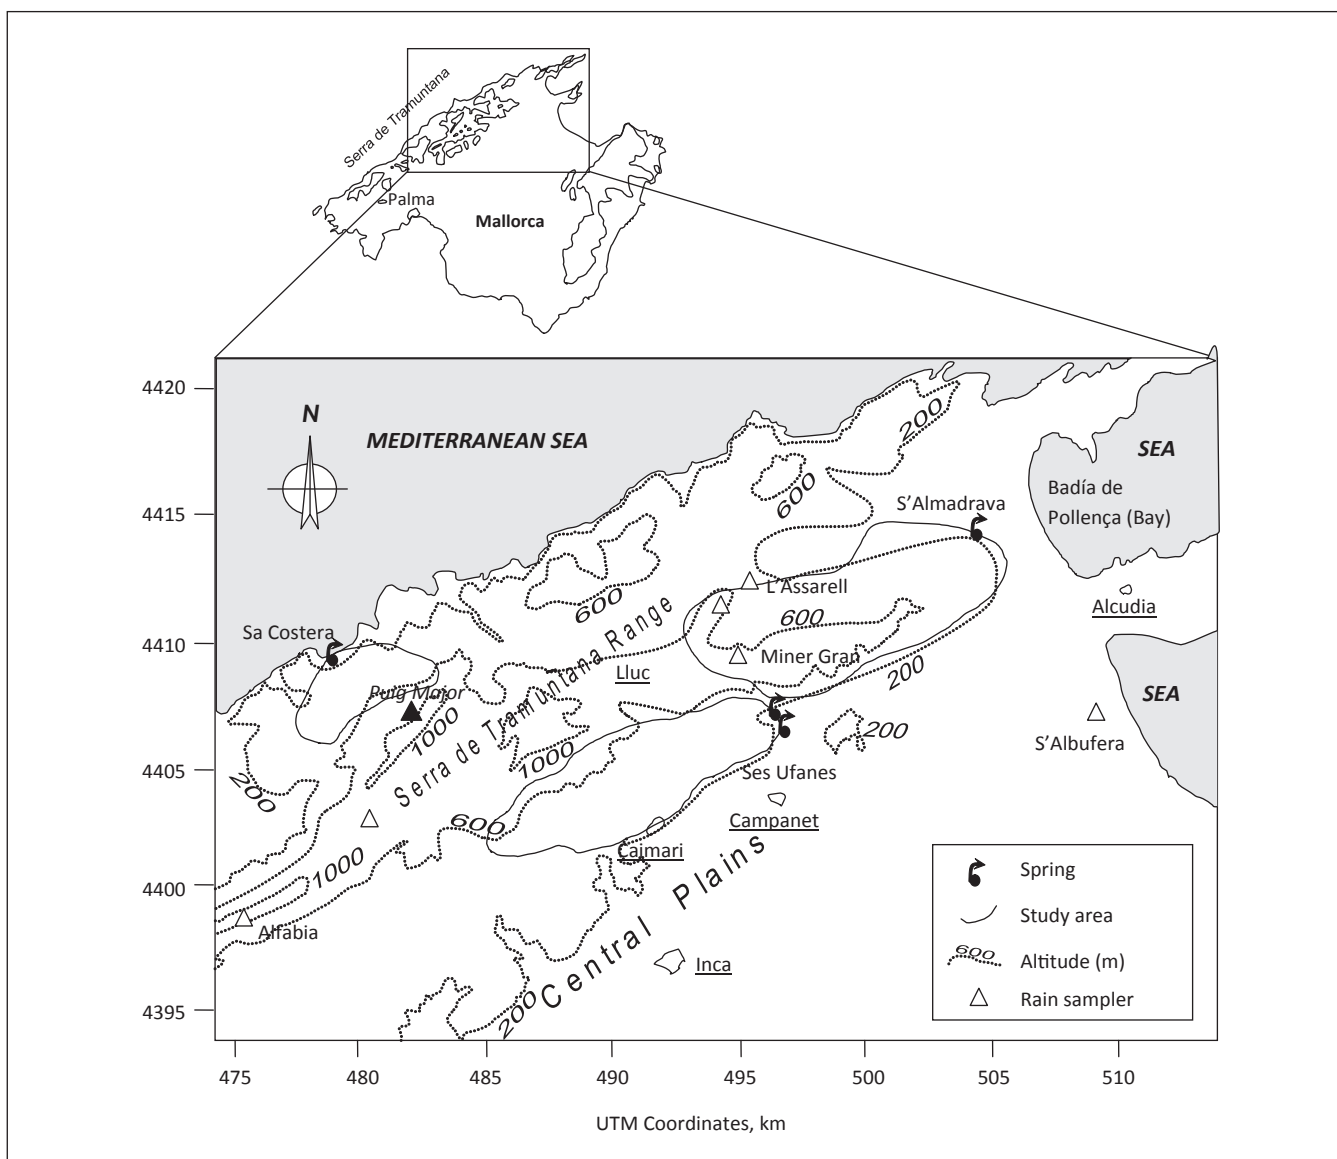 Serra de Tramuntana
Palma
Mallorca
4420
4415
4410
4405
4400
4395
N
MEDITERRANEAN SEA
200
SEA
600
Badía de
Pollença (Bay)
S'Almadrava
L'Assarell
600
Alcudia
Sa Costera
600
Miner Gran
Lluc
200
Puig Major
SEA
1000
200
S'Albufera
Serra de Tramuntana Range
1000
Ses Ufanes
200
600
Campanet
Caimari
1000
Alfabia
Central Plains
Inca
200
Spring
Study area
600
Altitude (m)
Rain sampler
475
480
485
490
495
500
505
510
UTM Coordinates, km